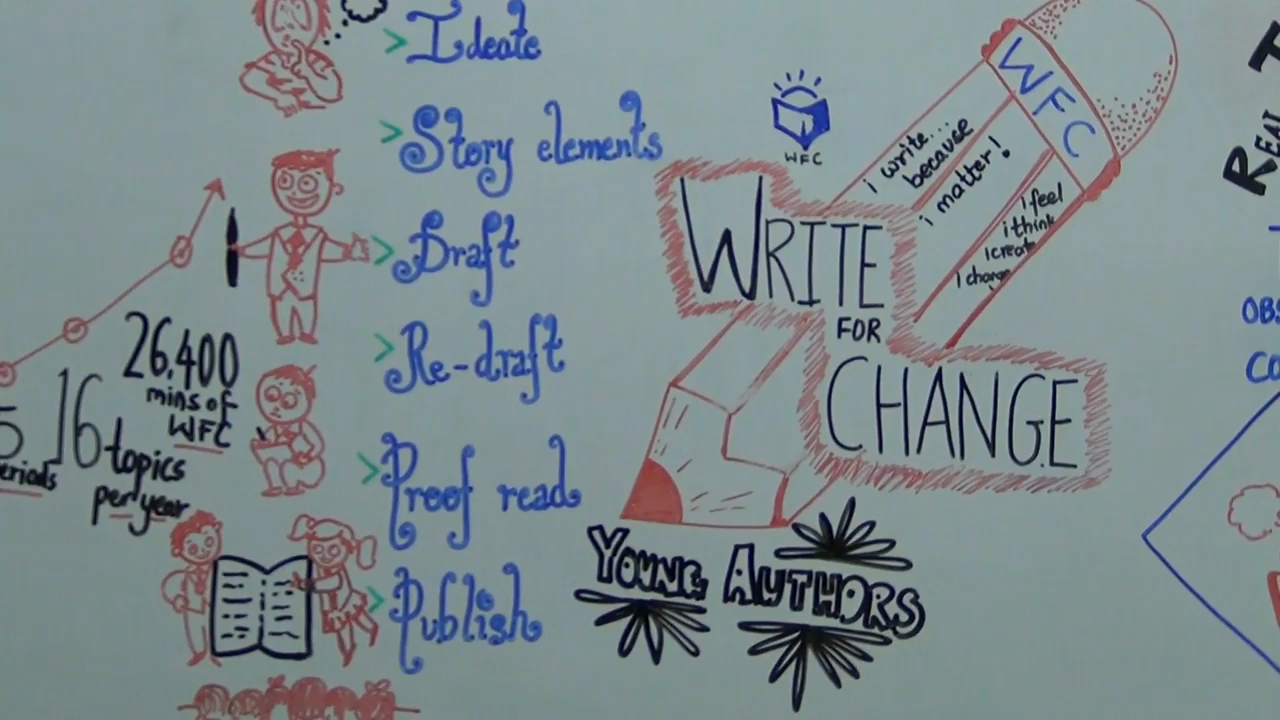 Ideate
Story elements
Draft
Re-draft
Proof read
Publish
26,400
mins of
WFC
16 topics
per year
WFC
WRITE
FOR
CHANGE
WFC
i write...
because
i matter!
i feel
i think
i create
i change
YOUNG AUTHORS